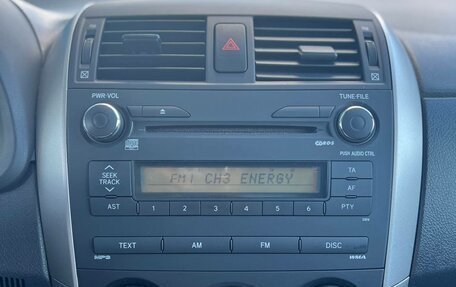 PWR·VOL
TUNE·FILE
RDS
PUSH AUDIO CTRL
SEEK
TRACK
FM1 CH3 ENERGY
TA
AF
AST
1 2 3 4 5 6
PTY
TEXT
AM
FM
DISC
MP3
WMA